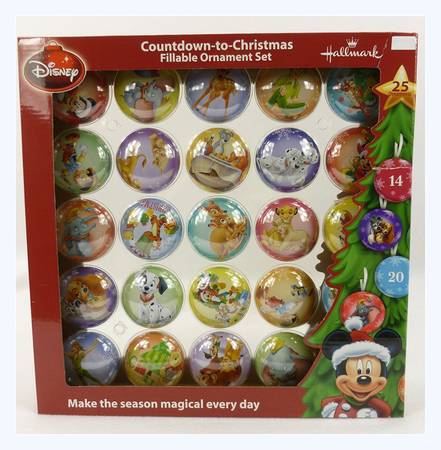 Countdown-to-Christmas
Fillable Ornament Set
Disney
Hallmark
25
14
20
Make the season magical every day